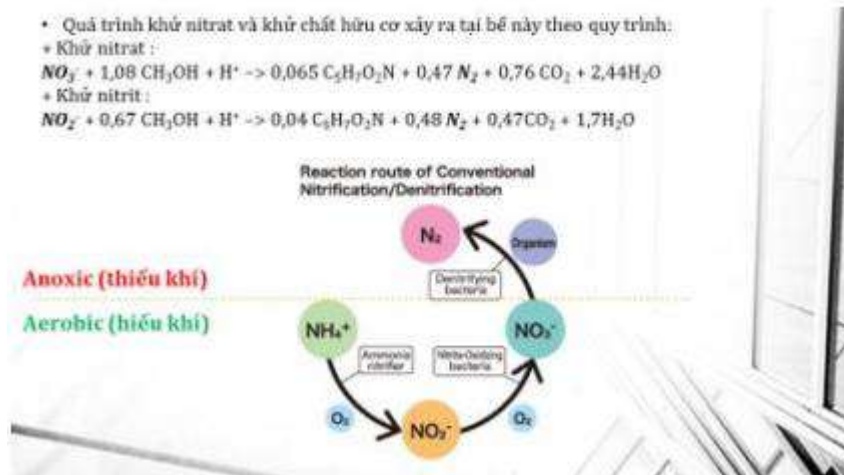 • Quá trình khử nitrat và khử chất hữu cơ xảy ra tại bể này theo quy trình:
+ Khử nitrat :
NO₃⁻ + 1,08 CH₃OH + H⁺ -> 0,065 C₅H₇O₂N + 0,47 N₂ + 0,76 CO₂ + 2,44H₂O
+ Khử nitrit :
NO₂⁻ + 0,67 CH₃OH + H⁺ -> 0,04 C₅H₇O₂N + 0,48 N₂ + 0,47CO₂ + 1,7H₂O
Reaction route of Conventional
Nitrification/Denitrification
N₂
Organism
Denitrifying
bacteria
Anoxic (thiếu khí)
Aerobic (hiếu khí)
NH₄⁺
NO₃⁻
Ammonia
nitrifier
Nitrite-Oxidizing
bacteria
O₂
O₂
NO₂⁻